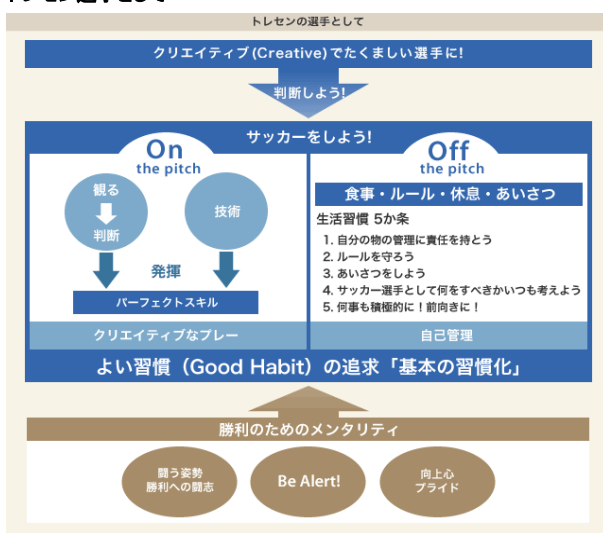 トレセンの選手として
クリエイティブ(Creative)でたくましい選手に!
判断しよう!
サッカーをしよう!
On
the pitch
観る
判断
技術
発揮
パーフェクトスキル
クリエイティブなプレー
Off
the pitch
食事・ルール・休息・あいさつ
生活習慣 5か条
1. 自分の物の管理に責任を持とう
2. ルールを守ろう
3. あいさつをしよう
4. サッカー選手として何をすべきかいつも考えよう
5. 何事も積極的に!前向きに!
自己管理
よい習慣（Good Habit）の追求「基本の習慣化」
勝利のためのメンタリティ
闘う姿勢
勝利への闘志
Be Alert!
向上心
プライド